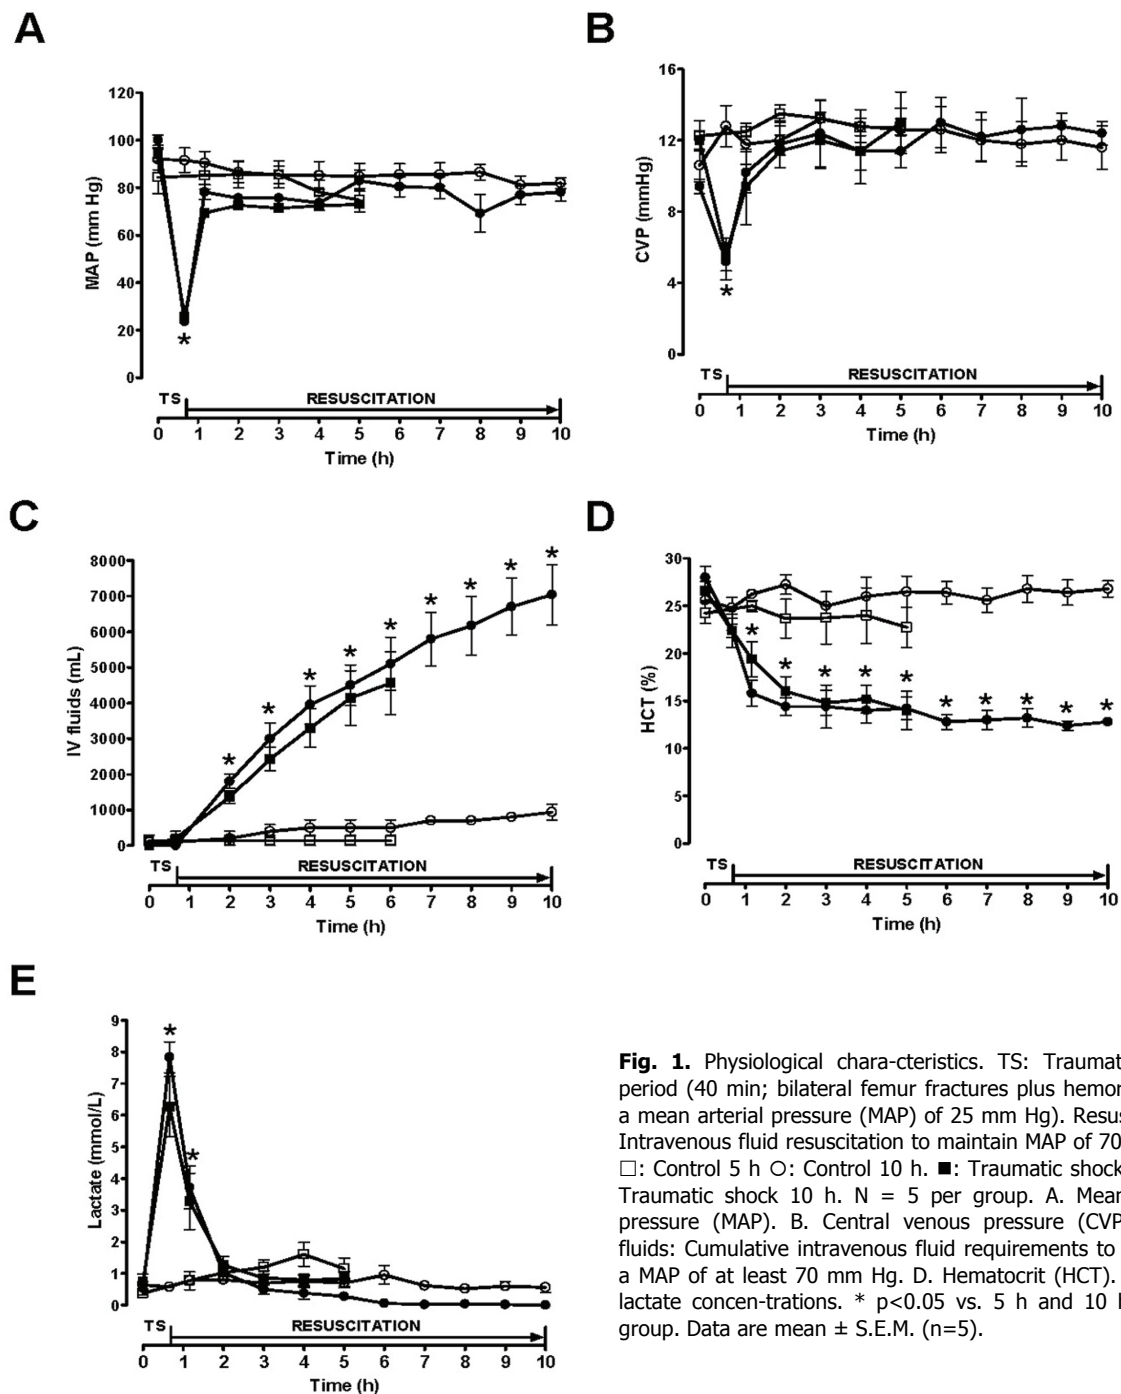 A
120
100
80
60
40
20
0
MAP (mm Hg)
*
TS
RESUSCITATION
0 1 2 3 4 5 6 7 8 9 10
Time (h)
B
16
12
8
4
0
CVP (mmHg)
*
TS
RESUSCITATION
0 1 2 3 4 5 6 7 8 9 10
Time (h)
C
8000
7000
6000
5000
4000
3000
2000
1000
0
IV fluids (mL)
* * * * * * * * *
TS
RESUSCITATION
0 1 2 3 4 5 6 7 8 9 10
Time (h)
D
30
25
20
15
10
5
0
HCT (%)
* * * * * * * * * *
TS
RESUSCITATION
0 1 2 3 4 5 6 7 8 9 10
Time (h)
E
9
8
7
6
5
4
3
2
1
0
Lactate (mmol/L)
*
*
TS
RESUSCITATION
0 1 2 3 4 5 6 7 8 9 10
Time (h)
Fig. 1. Physiological chara-cteristics. TS: Traumat
period (40 min; bilateral femur fractures plus hemor
a mean arterial pressure (MAP) of 25 mm Hg). Resus
Intravenous fluid resuscitation to maintain MAP of 70
□: Control 5 h O: Control 10 h. ■: Traumatic shock
Traumatic shock 10 h. N = 5 per group. A. Mean
pressure (MAP). B. Central venous pressure (CVP
fluids: Cumulative intravenous fluid requirements to
a MAP of at least 70 mm Hg. D. Hematocrit (HCT).
lactate concen-trations. * p<0.05 vs. 5 h and 10 h
group. Data are mean ± S.E.M. (n=5).